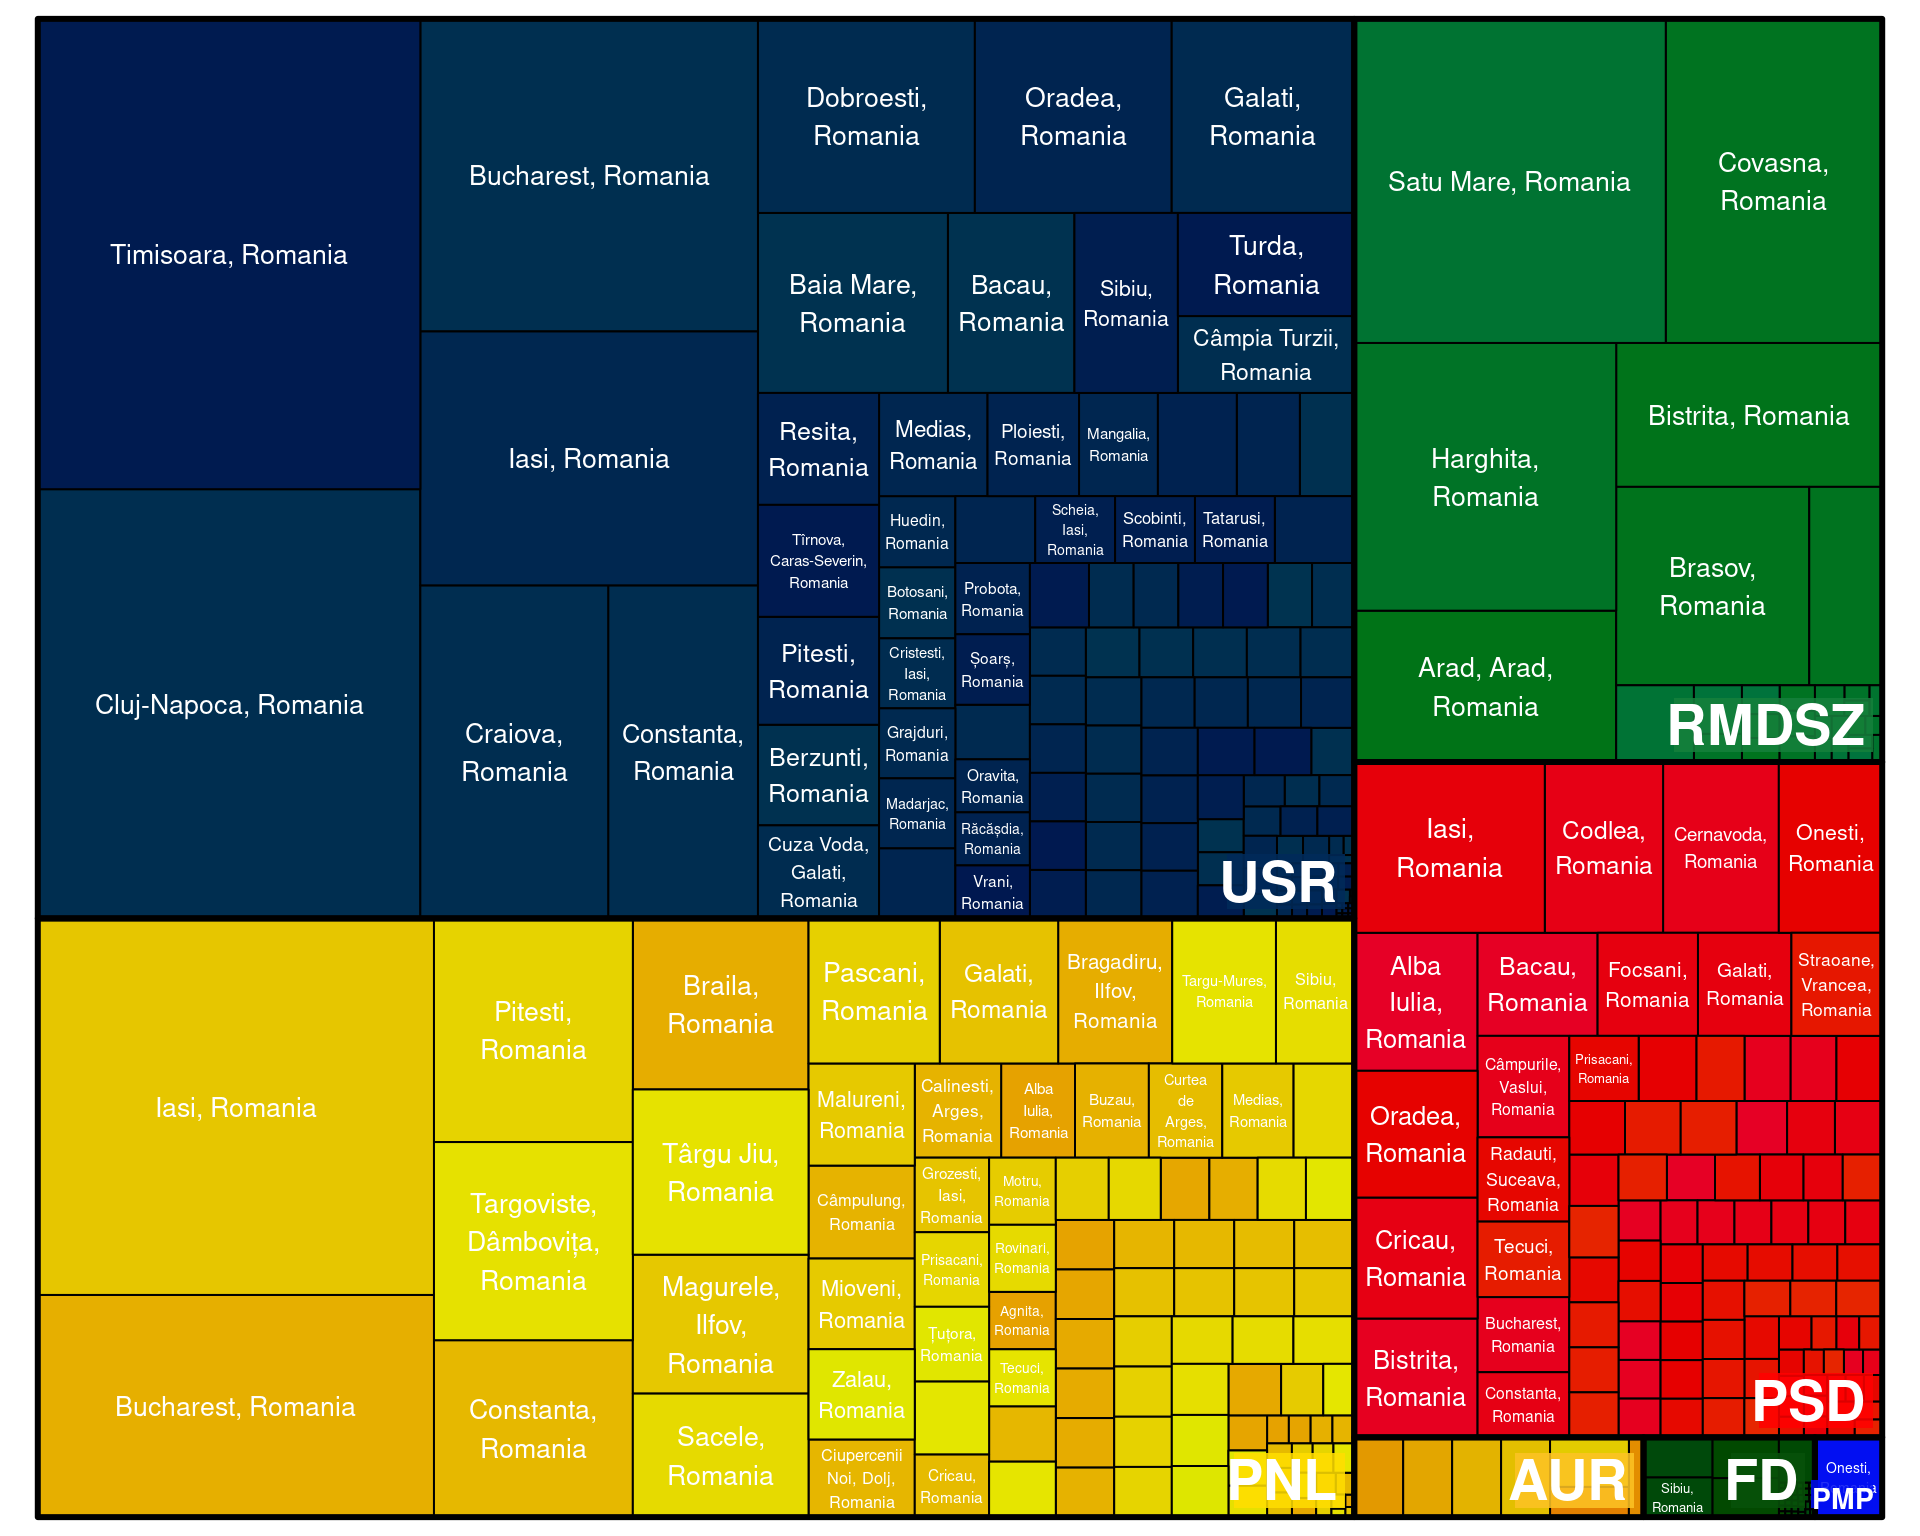 Timisoara, Romania
Cluj-Napoca, Romania
Bucharest, Romania
Iasi, Romania
Craiova,
Romania
Constanta,
Romania
Dobroesti,
Romania
Oradea,
Romania
Galati,
Romania
Baia Mare,
Romania
Bacau,
Romania
Sibiu,
Romania
Turda,
Romania
Câmpia Turzii,
Romania
Resita,
Romania
Tîrnova,
Caras-Severin,
Romania
Pitesti,
Romania
Berzunti,
Romania
Cuza Voda,
Galati,
Romania
Medias,
Romania
Ploiesti,
Romania
Mangalia,
Romania
Huedin,
Romania
Botosani,
Romania
Cristesti,
Iasi,
Romania
Grajduri,
Romania
Madarjac,
Romania
Scheia,
Iasi,
Romania
Scobinti,
Romania
Tatarusi,
Romania
Probota,
Romania
Șoarș,
Romania
Oravita,
Romania
Răcășdia,
Romania
Vrani,
Romania
USR
Iasi, Romania
Bucharest, Romania
Pitesti,
Romania
Targoviste,
Dâmbovița,
Romania
Constanta,
Romania
Braila,
Romania
Târgu Jiu,
Romania
Magurele,
Ilfov,
Romania
Sacele,
Romania
Pascani,
Romania
Galati,
Romania
Bragadiru,
Ilfov,
Romania
Targu-Mures,
Romania
Sibiu,
Romania
Malureni,
Romania
Câmpulung,
Romania
Mioveni,
Romania
Zalau,
Romania
Ciupercenii
Noi, Dolj,
Romania
Calinesti,
Arges,
Romania
Alba
Iulia,
Romania
Buzau,
Romania
Curtea
de
Arges,
Romania
Medias,
Romania
Grozesti,
Iasi,
Romania
Prisacani,
Romania
Țuțora,
Romania
Cricau,
Romania
Motru,
Romania
Rovinari,
Romania
Agnita,
Romania
Tecuci,
Romania
PNL
Satu Mare, Romania
Covasna,
Romania
Harghita,
Romania
Arad, Arad,
Romania
Bistrita, Romania
Brasov,
Romania
RMDSZ
Iasi,
Romania
Codlea,
Romania
Cernavoda,
Romania
Onesti,
Romania
Alba
Iulia,
Romania
Oradea,
Romania
Cricau,
Romania
Bistrita,
Romania
Bacau,
Romania
Focsani,
Romania
Galati,
Romania
Straoane,
Vrancea,
Romania
Câmpurile,
Vaslui,
Romania
Radauti,
Suceava,
Romania
Tecuci,
Romania
Bucharest,
Romania
Constanta,
Romania
Prisacani,
Romania
PSD
AUR
Sibiu,
Romania
FD
Onesti,
PMP